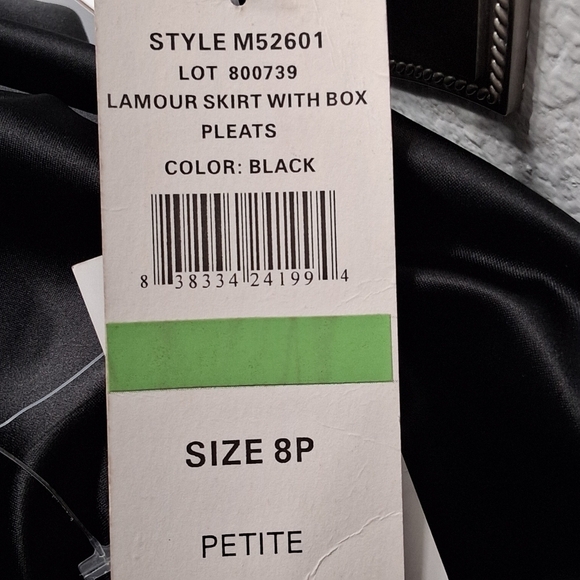 STYLE M52601
LOT 800739
LAMOUR SKIRT WITH BOX
PLEATS
COLOR: BLACK
8 38334 24199 4
SIZE 8P
PETITE